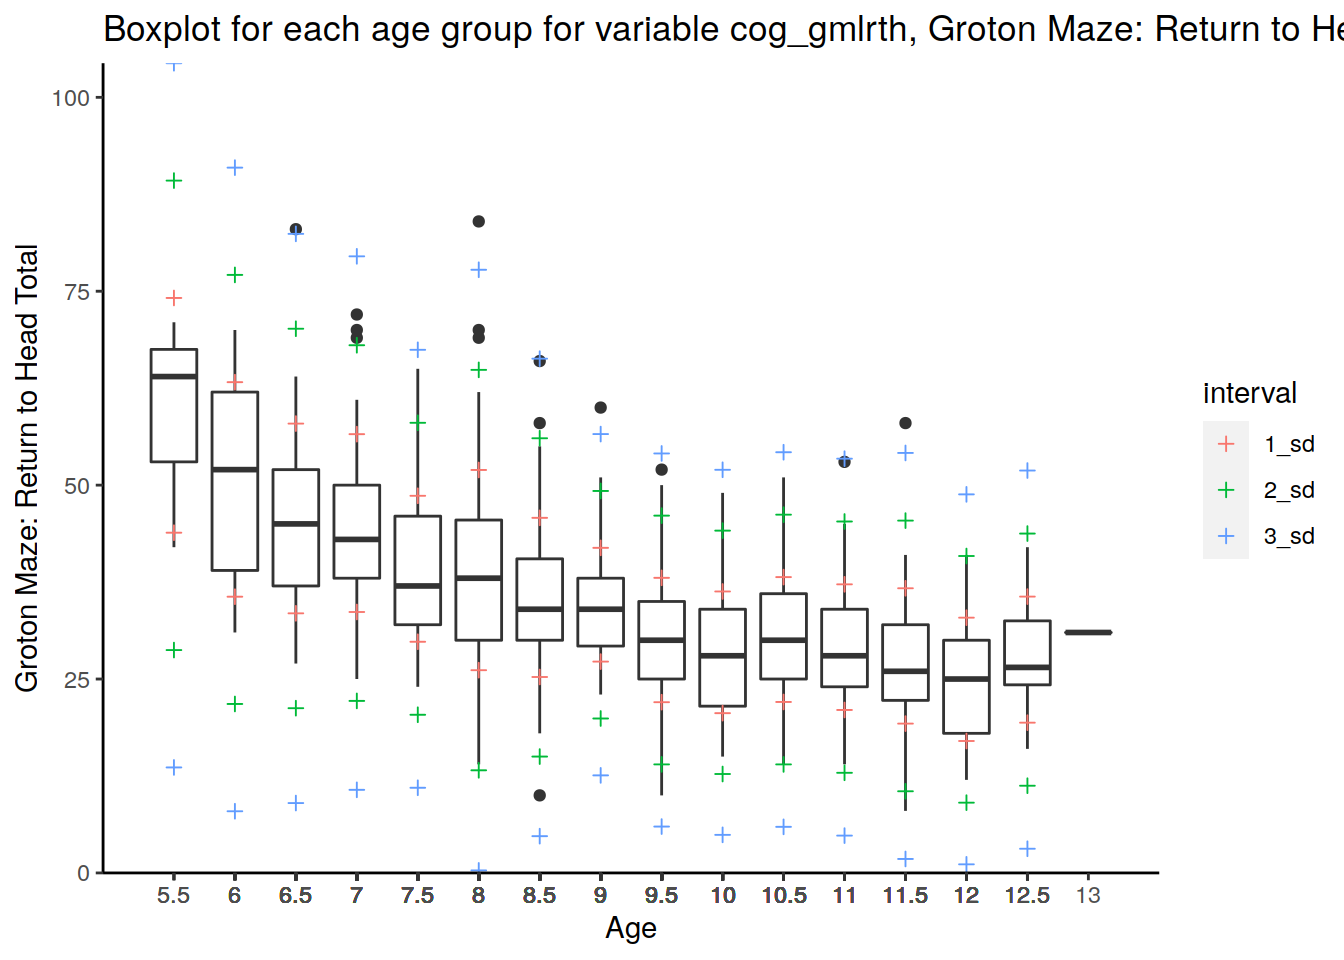 Boxplot for each age group for variable cog_gmlrth, Groton Maze: Return to He
Groton Maze: Return to Head Total
100
75
50
25
0
5.5 6 6.5 7 7.5 8 8.5 9 9.5 10 10.5 11 11.5 12 12.5 13
Age
interval
1_sd
2_sd
3_sd